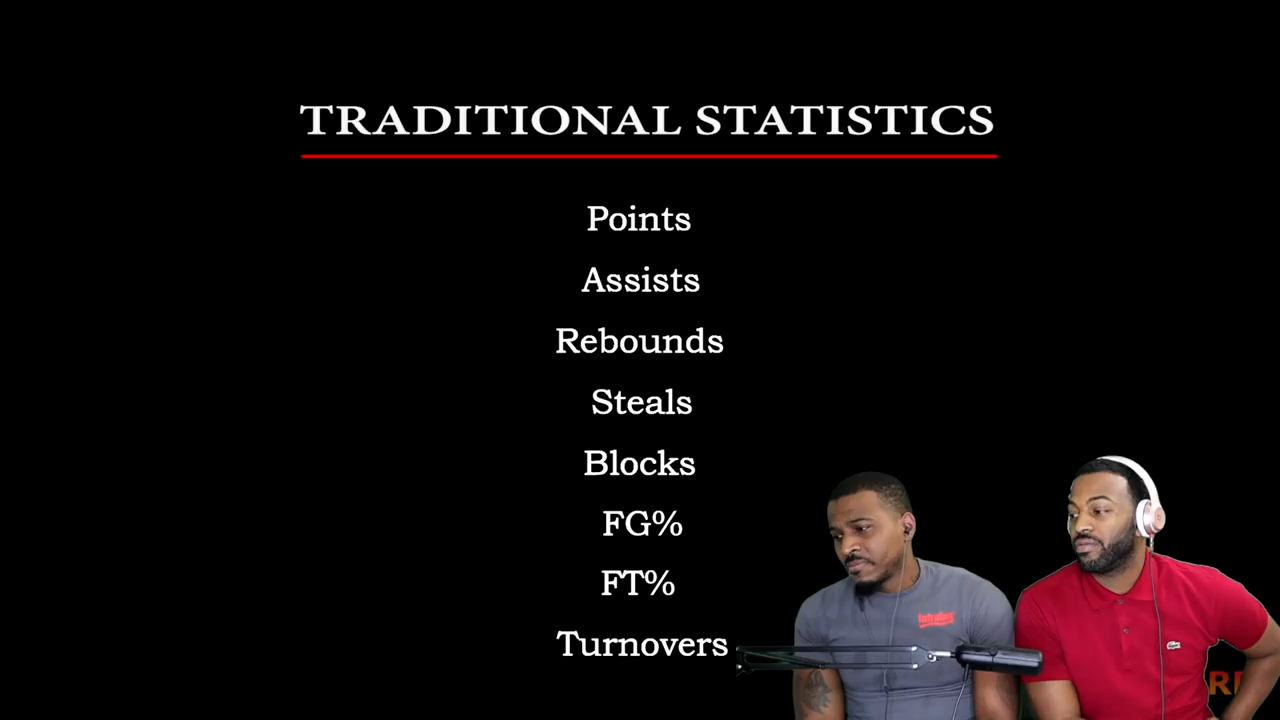 TRADITIONAL STATISTICS
Points
Assists
Rebounds
Steals
Blocks
FG%
FT%
Turnovers